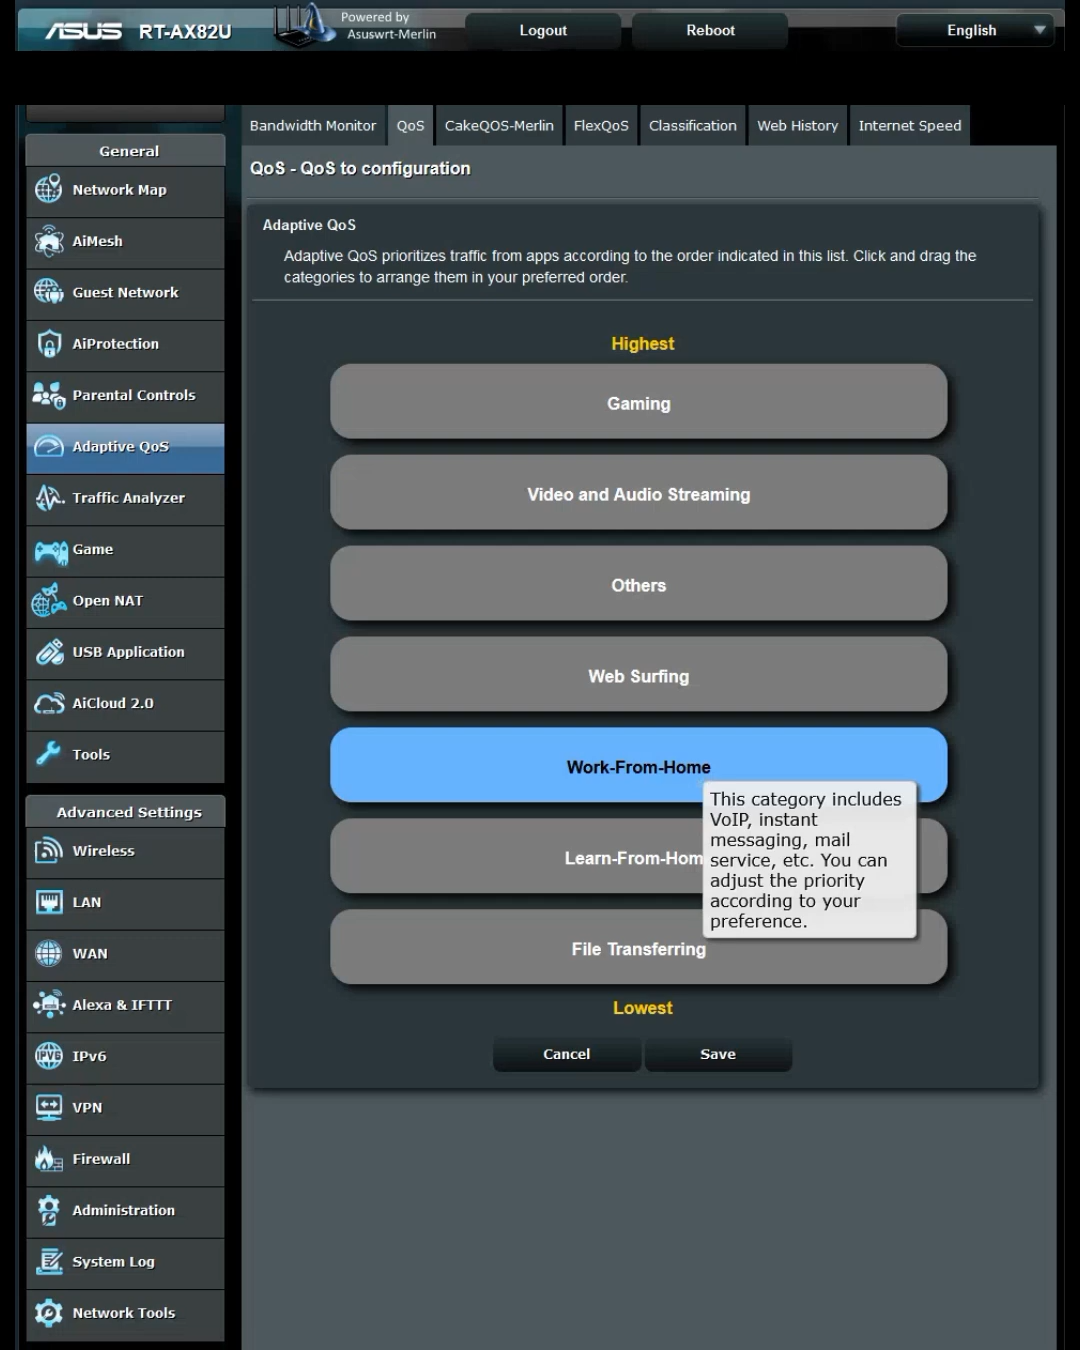 ASUS RT-AX82U
Powered by
Asuswrt-Merlin
Logout
Reboot
English
Bandwidth Monitor
QoS
CakeQOS-Merlin
FlexQoS
Classification
Web History
Internet Speed
General
Network Map
AiMesh
Guest Network
AiProtection
Parental Controls
Adaptive QoS
Traffic Analyzer
Game
Open NAT
USB Application
AiCloud 2.0
Tools
Advanced Settings
Wireless
LAN
WAN
Alexa & IFTTT
IPv6
VPN
Firewall
Administration
System Log
Network Tools
QoS - QoS to configuration
Adaptive QoS
Adaptive QoS prioritizes traffic from apps according to the order indicated in this list. Click and drag the
categories to arrange them in your preferred order.
Highest
Gaming
Video and Audio Streaming
Others
Web Surfing
Work-From-Home
This category includes
VoIP, instant
messaging, mail
service, etc. You can
adjust the priority
according to your
preference.
Learn-From-Hom
File Transferring
Lowest
Cancel
Save